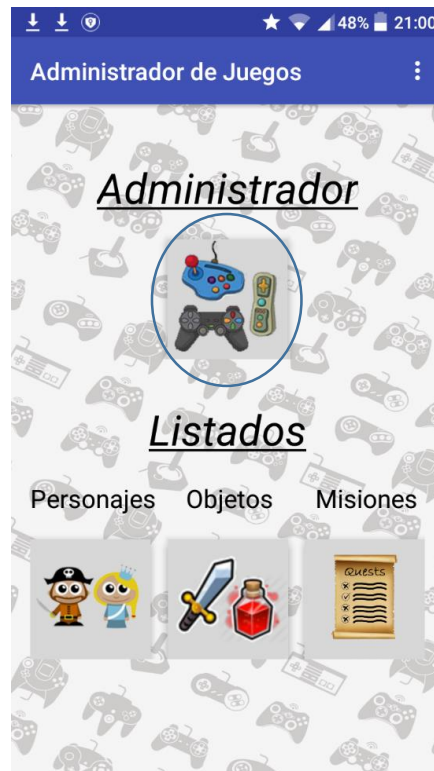 48% 21:00
Administrador de Juegos
Administrador
Listados
Personajes Objetos Misiones
Quests